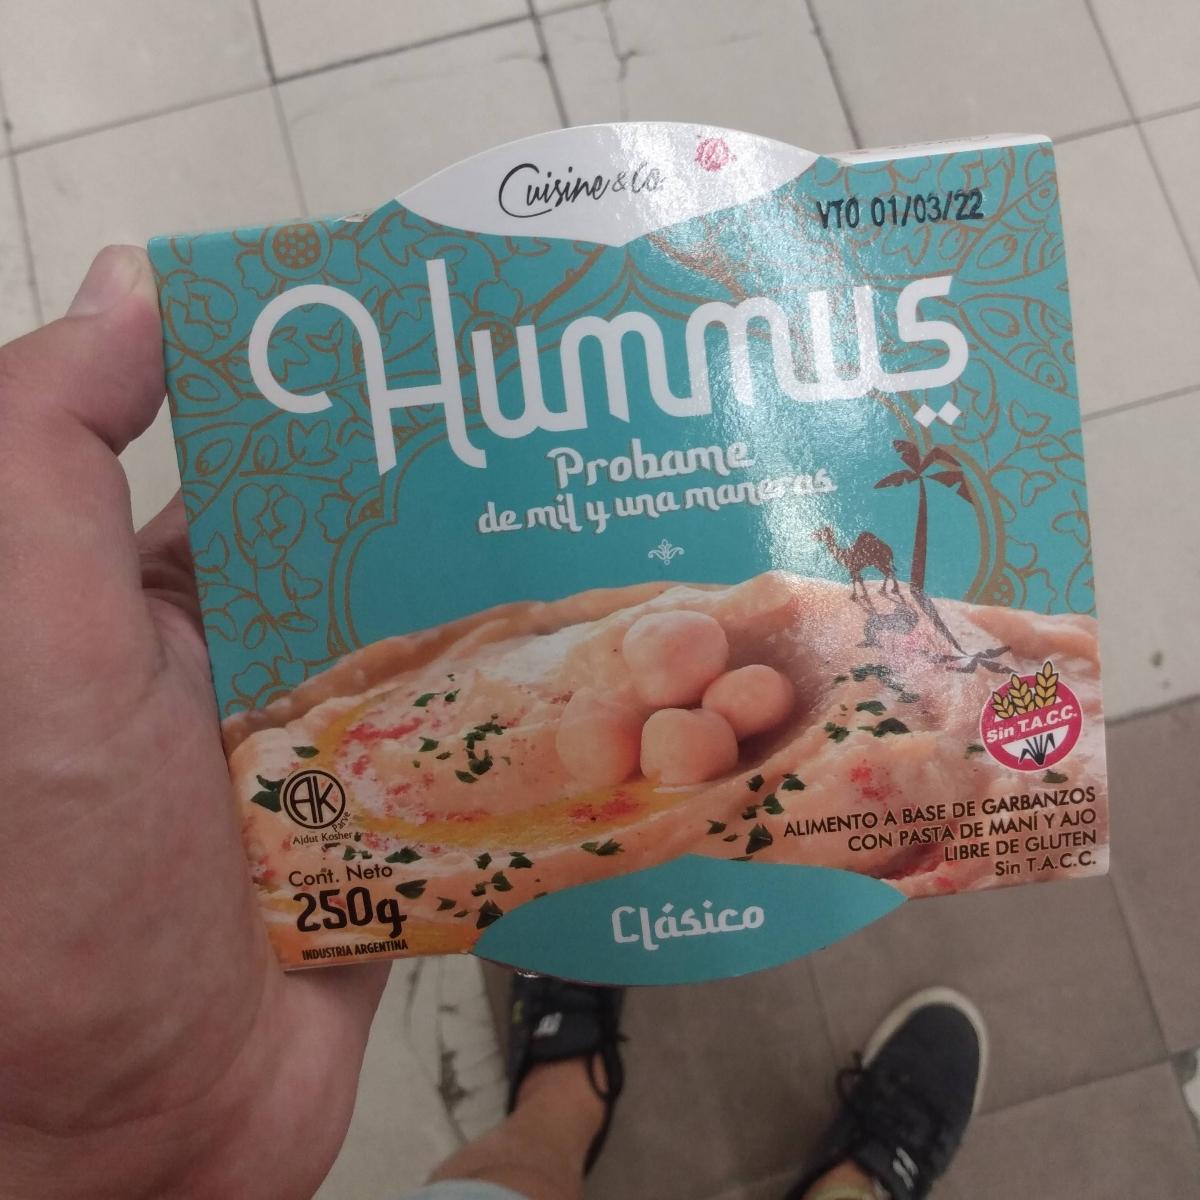 Cuisine & Co.
VTO 01/03/22
Hummus
Probame
de mil y una maneras
Sin T.A.C.C.
AK
Parve
Ajdut Kosher
ALIMENTO A BASE DE GARBANZOS
CON PASTA DE MANÍ Y AJO
LIBRE DE GLUTEN
Sin T.A.C.C.
Cont. Neto
250g
INDUSTRIA ARGENTINA
Clásico